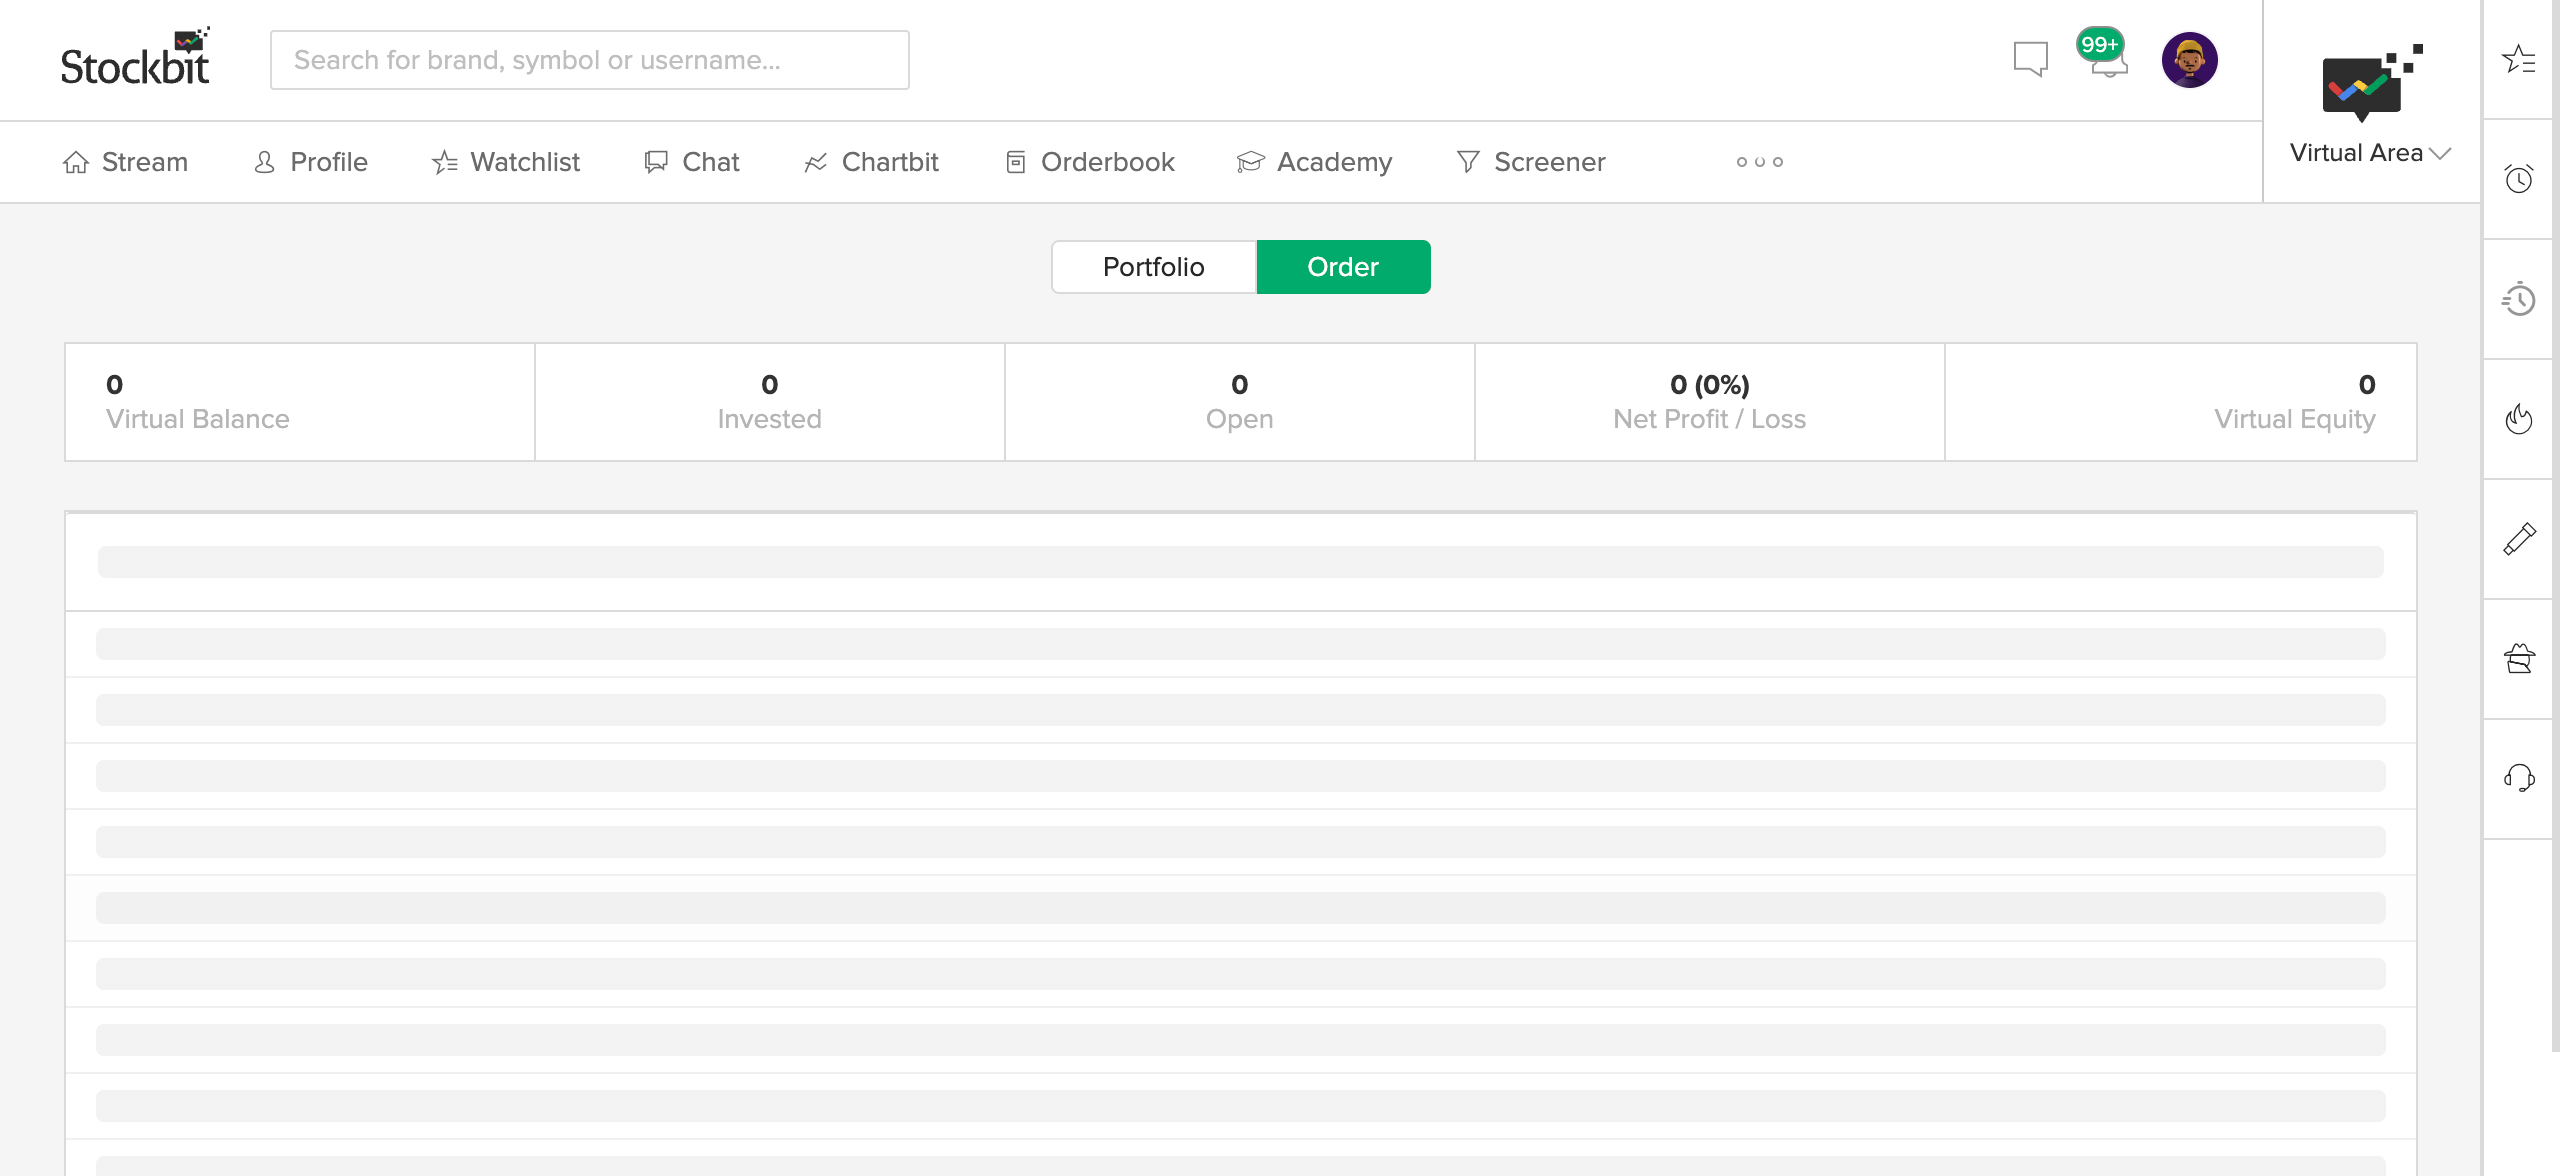 Stockbit
Search for brand, symbol or username...
99+
Virtual Area
Stream
Profile
Watchlist
Chat
Chartbit
Orderbook
Academy
Screener
Portfolio
Order
0
Virtual Balance
0
Invested
0
Open
0 (0%)
Net Profit / Loss
0
Virtual Equity